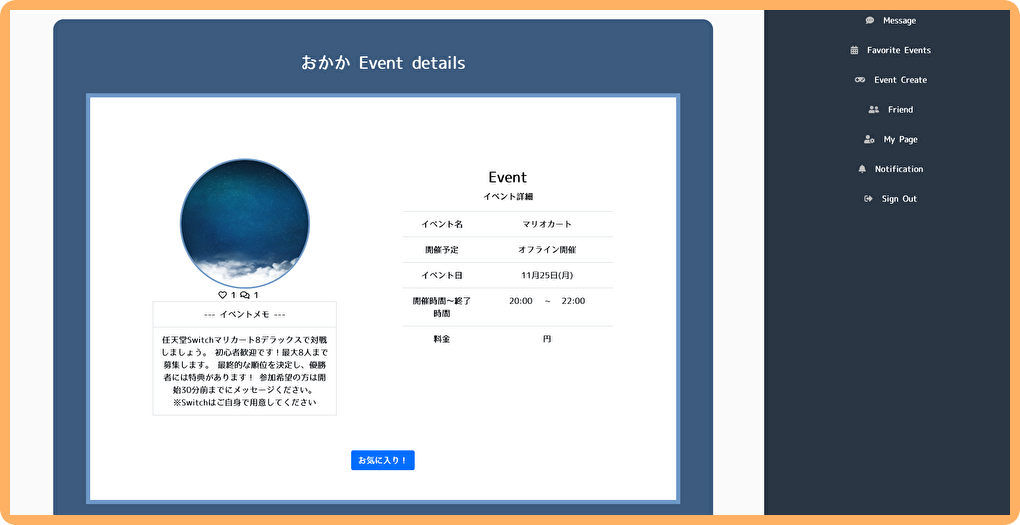 おかか Event details
♡ 1 1
--- イベントメモ ---
任天堂Switchマリカート8デラックスで対戦
しましょう。 初心者歓迎です！最大8人まで
募集します。 最終的な順位を決定し、優勝
者には特典があります！ 参加希望の方は開
始30分前までにメッセージください。
※Switchはご自身で用意してください
Event
イベント詳細
イベント名 マリオカート
開催予定 オフライン開催
イベント日 11月25日(月)
開催時間〜終了 20:00 ～ 22:00
時間
料金 円
お気に入り！
Message
Favorite Events
Event Create
Friend
My Page
Notification
Sign Out